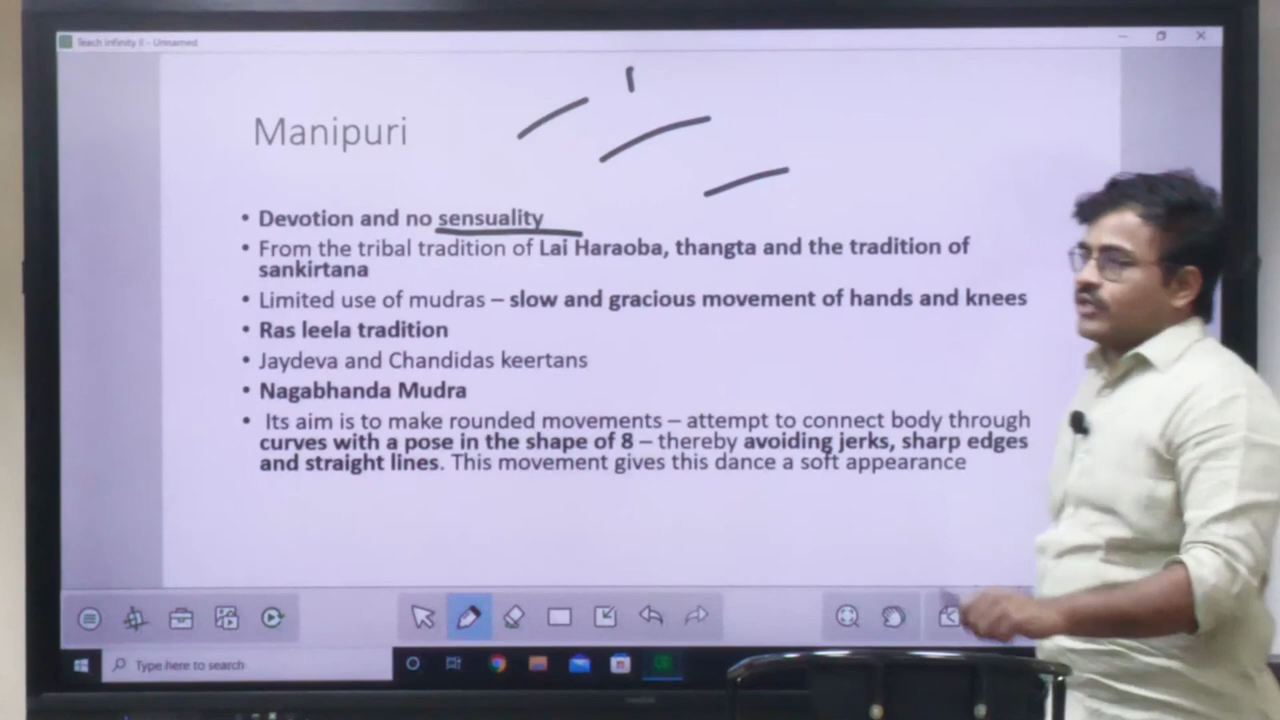 Teach Infinity II - Unnamed
Manipuri
• Devotion and no sensuality
• From the tribal tradition of Lai Haraoba, thangta and the tradition of
sankirtana
• Limited use of mudras – slow and gracious movement of hands and knees
• Ras leela tradition
• Jaydeva and Chandidas keertans
• Nagabhanda Mudra
• Its aim is to make rounded movements – attempt to connect body through
curves with a pose in the shape of 8 – thereby avoiding jerks, sharp edges
and straight lines. This movement gives this dance a soft appearance
Type here to search